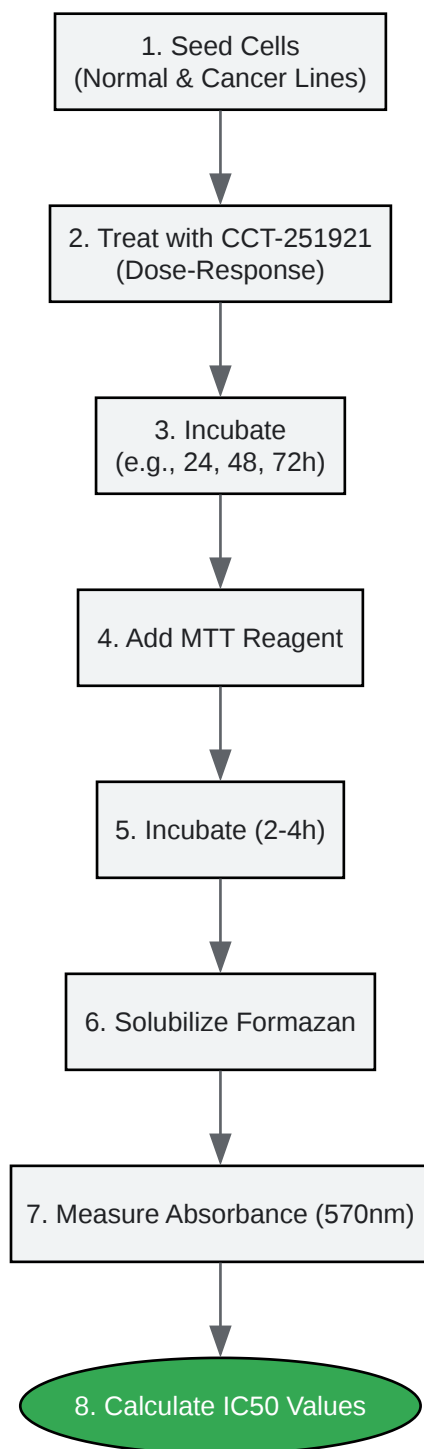 1. Seed Cells
(Normal & Cancer Lines)
2. Treat with CCT-251921
(Dose-Response)
3. Incubate
(e.g., 24, 48, 72h)
4. Add MTT Reagent
5. Incubate (2-4h)
6. Solubilize Formazan
7. Measure Absorbance (570nm)
8. Calculate IC50 Values